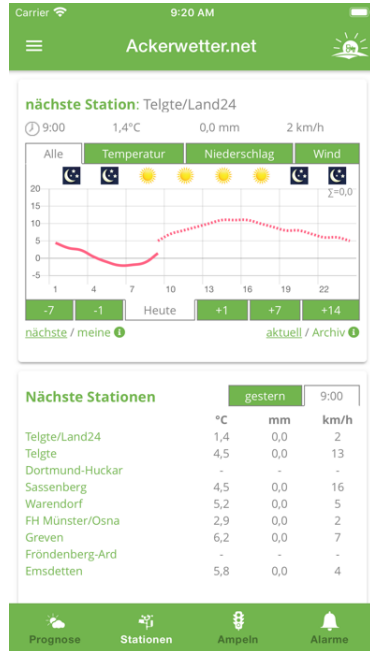 Carrier 9:20 AM
Ackerwetter.net
nächste Station: Telgte/Land24
9:00 1,4°C 0,0 mm 2 km/h
Alle Temperatur Niederschlag Wind
20 ∑=0,0
15
10
5
0
-5
1 4 7 10 13 16 19 22
-7 -1 Heute +1 +7 +14
nächste / meine aktuell / Archiv
Nächste Stationen gestern 9:00
°C mm km/h
Telgte/Land24 1,4 0,0 2
Telgte 4,5 0,0 13
Dortmund-Huckar - - -
Sassenberg 4,5 0,0 16
Warendorf 5,2 0,0 5
FH Münster/Osna 2,9 0,0 2
Greven 6,2 0,0 7
Fröndenberg-Ard - - -
Emsdetten 5,8 0,0 4
Prognose Stationen Ampeln Alarme